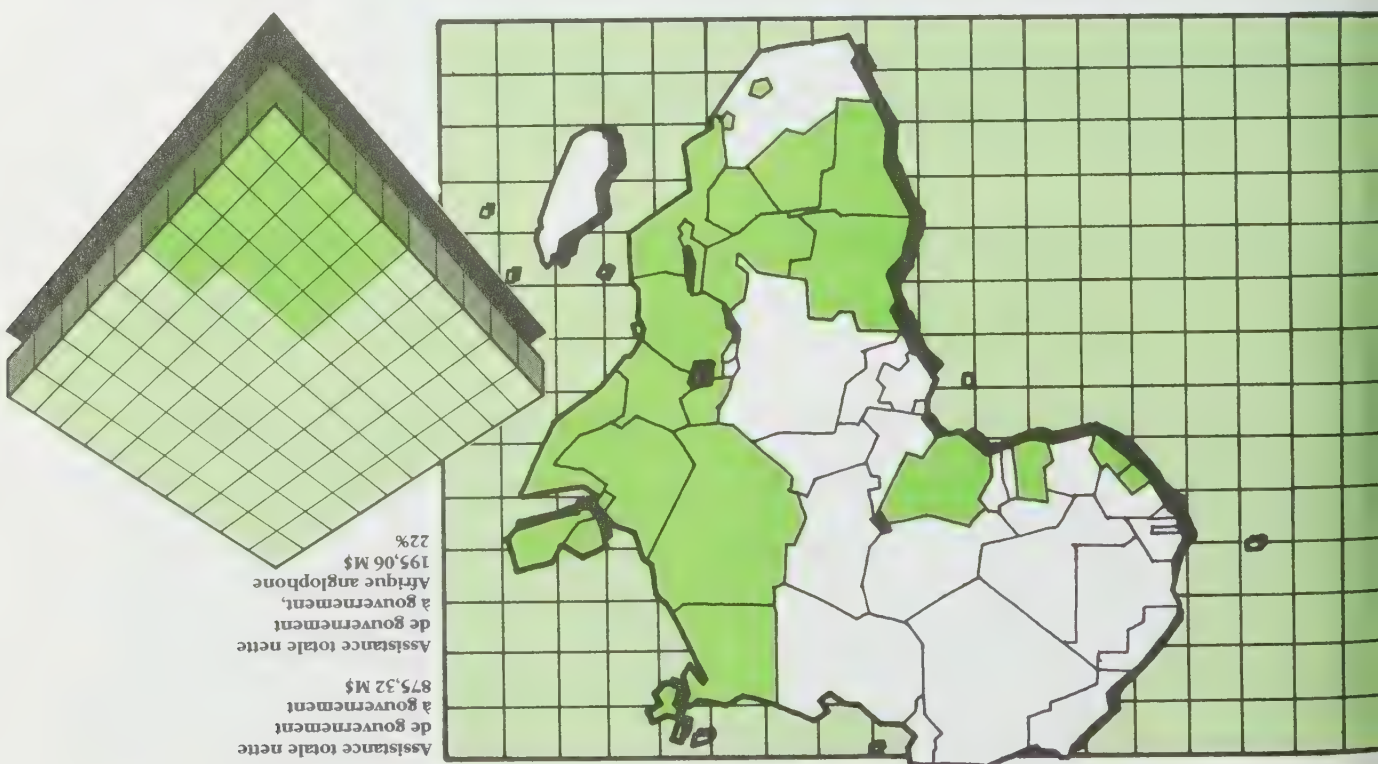 Assistance totale nette
de gouvernement
à gouvernement
875,32 M$
Assistance totale nette
de gouvernement
à gouvernement,
Afrique anglophone
195,06 M$
22%